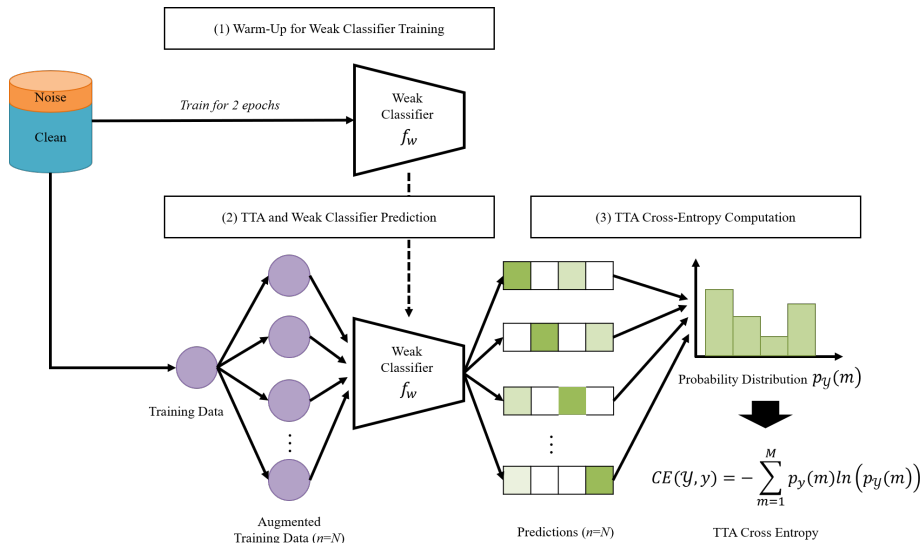 (1) Warm-Up for Weak Classifier Training
Noise
Clean
Train for 2 epochs
Weak
Classifier
f_w
(2) TTA and Weak Classifier Prediction
(3) TTA Cross-Entropy Computation
Training Data
Weak
Classifier
f_w
⋮
Augmented
Training Data (n=N)
⋮
Predictions (n=N)
Probability Distribution p_𝒴(m)
CE(𝒴, y) = − ∑_{m=1}^{M} p_y(m)ln(p_𝒴(m))
TTA Cross Entropy